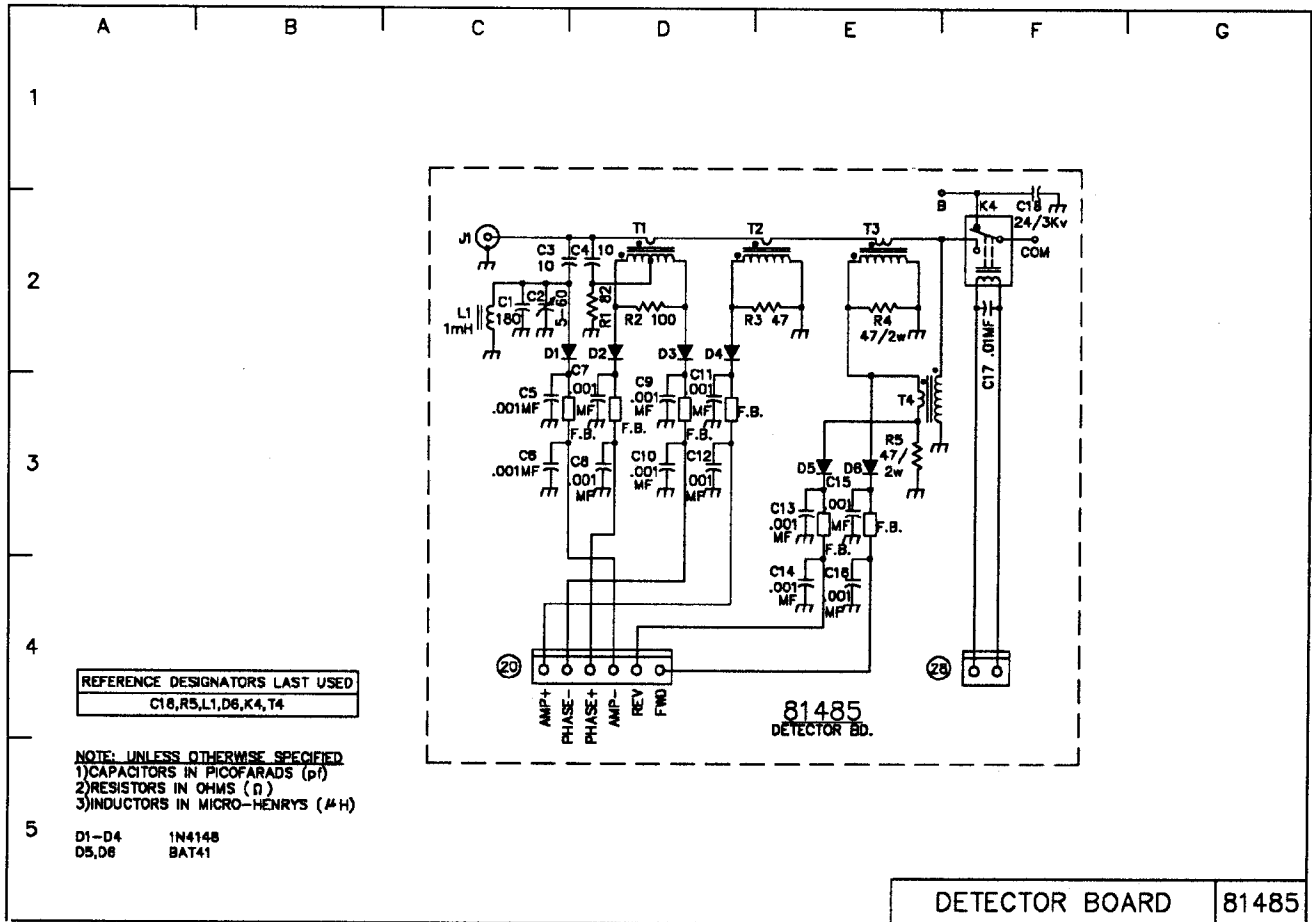 A B C D E F G
1
2
3
4
5
B
K4
C18
24/3Kv
COM
J1
T1
T2
T3
C3
10
C4
10
L1
1mH
C1
180
C2
5-60
R1 82
R2 100
R3 47
R4
47/2w
C17 .01MF
D1
D2
D3
D4
C5
.001MF
C7
.001
MF
C9
.001
MF
C11
.001
MF
F.B.
F.B.
F.B.
F.B.
T4
R5
47/
2w
C6
.001MF
C8
.001
MF
C10
.001
MF
C12
.001
MF
D5
D6
C15
.001
MF
C13
.001
MF
F.B.
F.B.
C14
.001
MF
C16
.001
MF
20
28
AMP+
PHASE-
PHASE+
AMP-
REV
FWD
81485
DETECTOR BD.
REFERENCE DESIGNATORS LAST USED
C18,R5,L1,D6,K4,T4
NOTE: UNLESS OTHERWISE SPECIFIED
1)CAPACITORS IN PICOFARADS (pf)
2)RESISTORS IN OHMS (Ω)
3)INDUCTORS IN MICRO-HENRYS (μH)
D1-D4 1N4148
D5,D6 BAT41
DETECTOR BOARD 81485